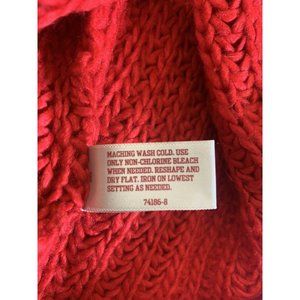 MACHING WASH COLD. USE
ONLY NON-CHLORINE BLEACH
WHEN NEEDED. RESHAPE AND
DRY FLAT. IRON ON LOWEST
SETTING AS NEEDED.
74186-8